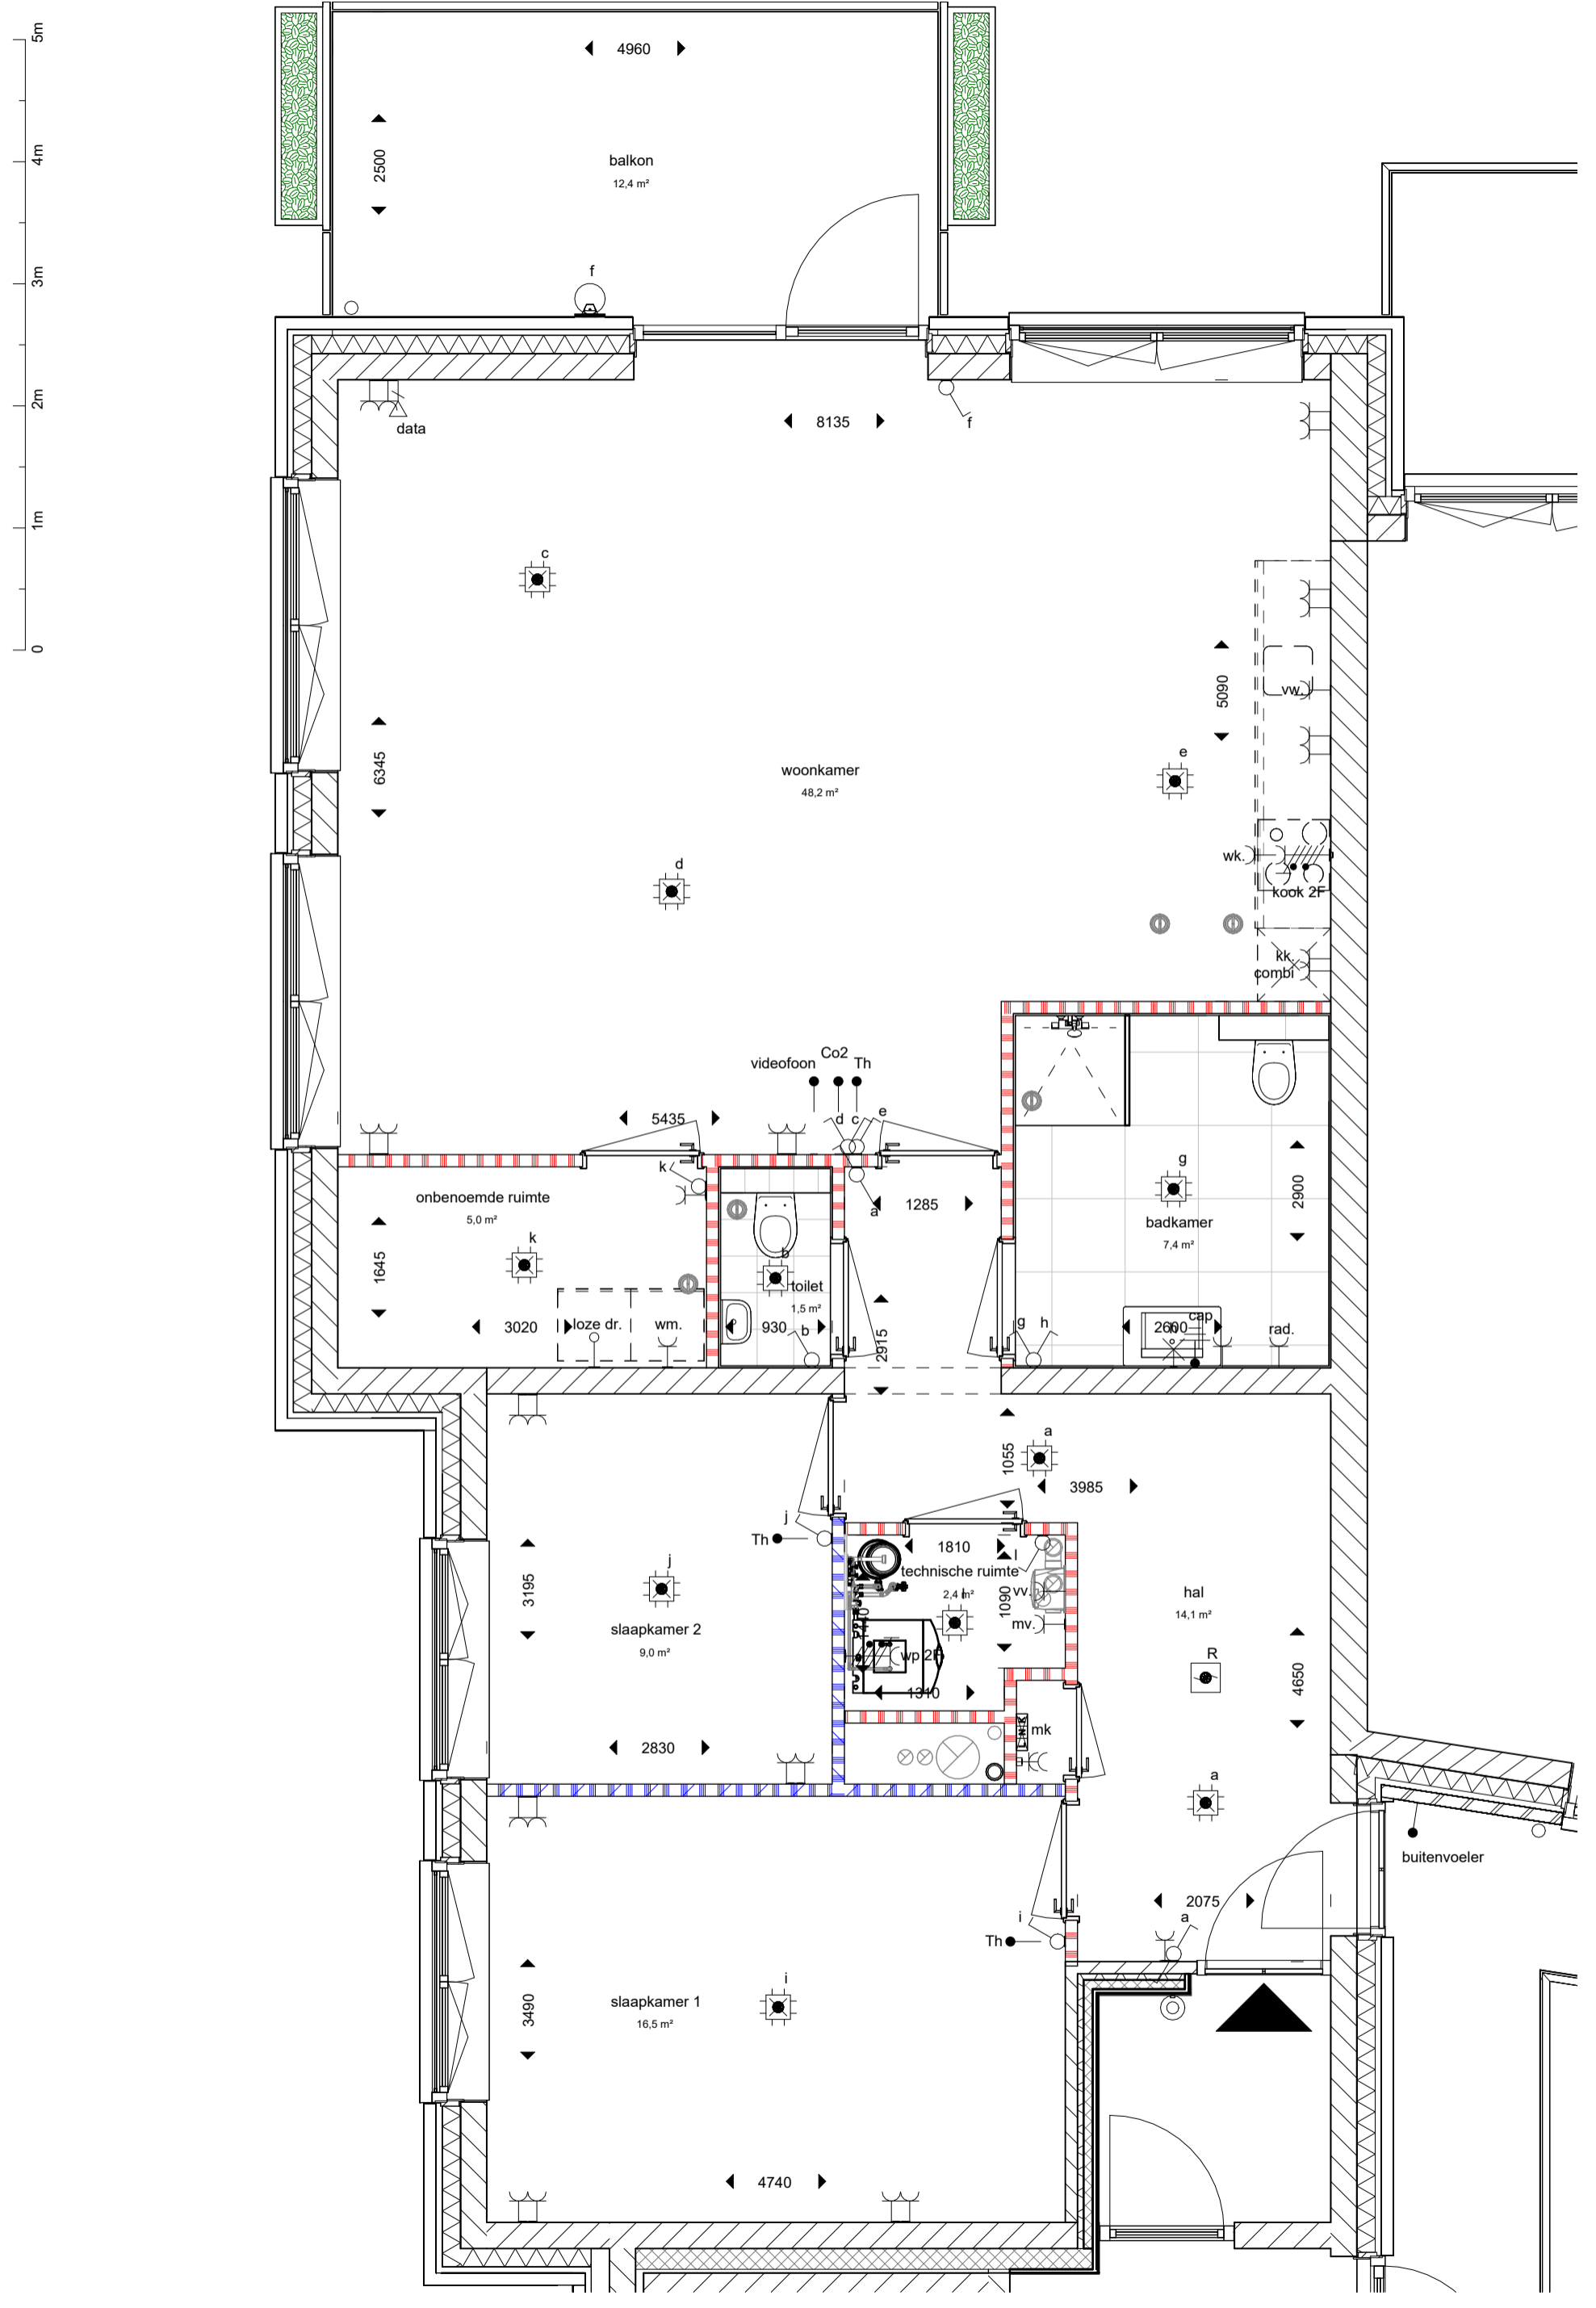 5m
4m
3m
2m
1m
0
4960
2500
balkon
12,4 m²
f
data
8135
f
c
5090
vw.
6345
woonkamer
48,2 m²
e
d
wk.
kook 2F
kk.
combi
videofoon
Co2
Th
5435
d
c
e
k
a
1285
g
2900
badkamer
7,4 m²
onbenoemde ruimte
5,0 m²
k
1645
b
toilet
1,5 m²
3020
loze dr.
wm.
930
b
2915
g
h
2600
cap
rad.
1055
a
3985
j
Th
1810
l
technische ruimte
2,4 m²
1090
vv.
mv.
wp 2F
1310
hal
14,1 m²
3195
j
slaapkamer 2
9,0 m²
R
4650
mk
2830
a
buitenvoeler
2075
a
i
Th
3490
slaapkamer 1
16,5 m²
i
4740